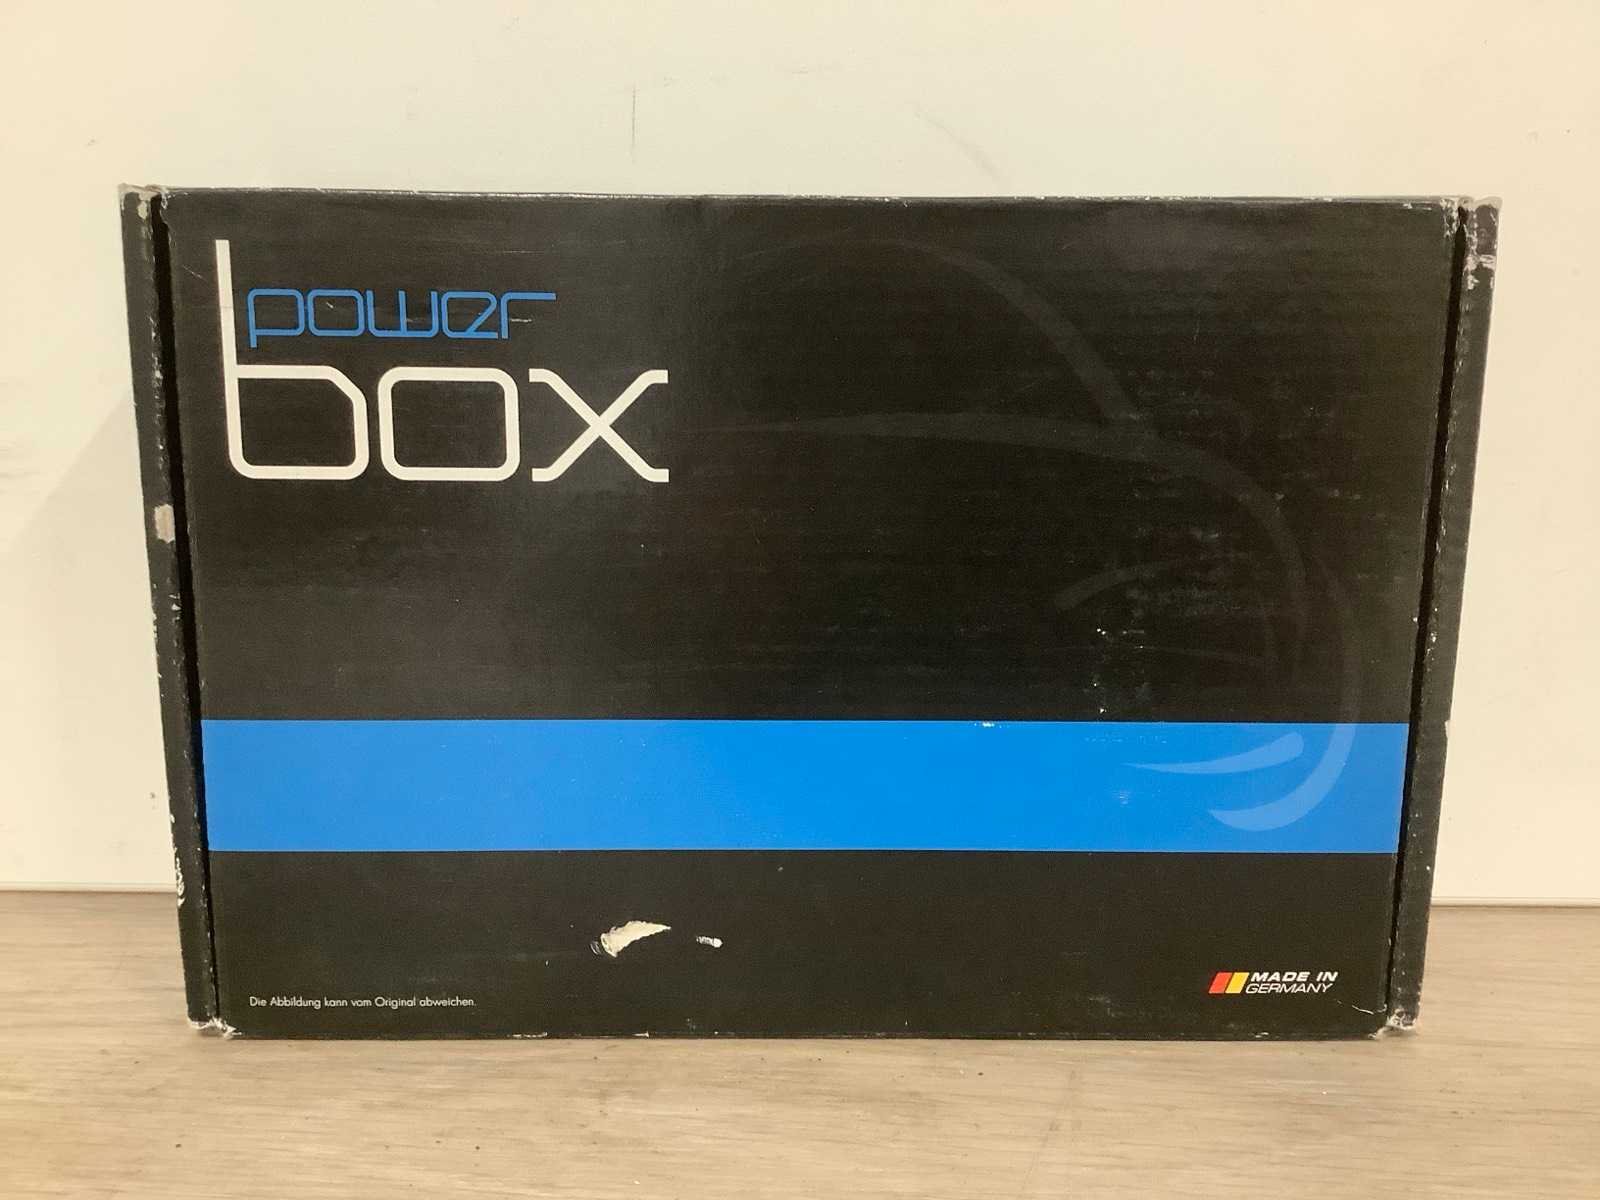 power
box
Die Abbildung kann vom Original abweichen.
MADE IN
GERMANY